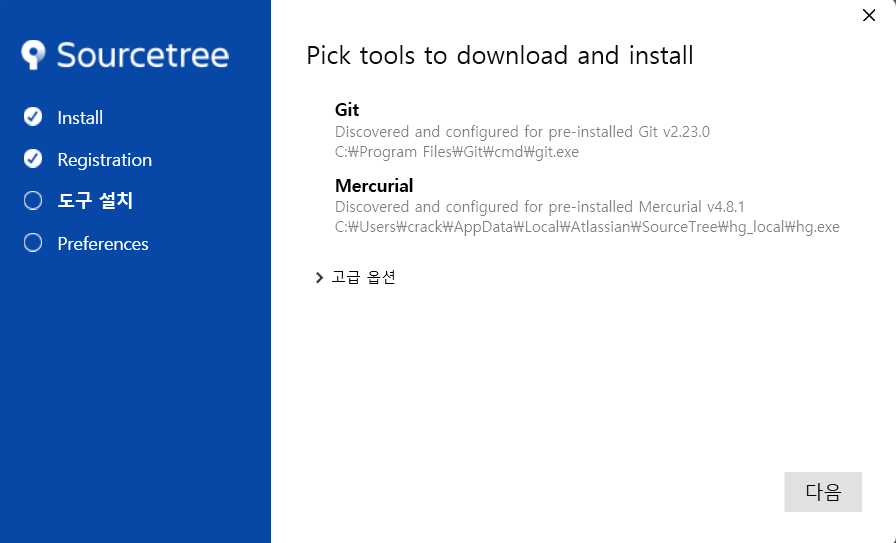 Sourcetree
Install
Registration
도구 설치
Preferences
Pick tools to download and install
Git
Discovered and configured for pre-installed Git v2.23.0
C:₩Program Files₩Git₩cmd₩git.exe
Mercurial
Discovered and configured for pre-installed Mercurial v4.8.1
C:₩Users₩crack₩AppData₩Local₩Atlassian₩SourceTree₩hg_local₩hg.exe
고급 옵션
다음